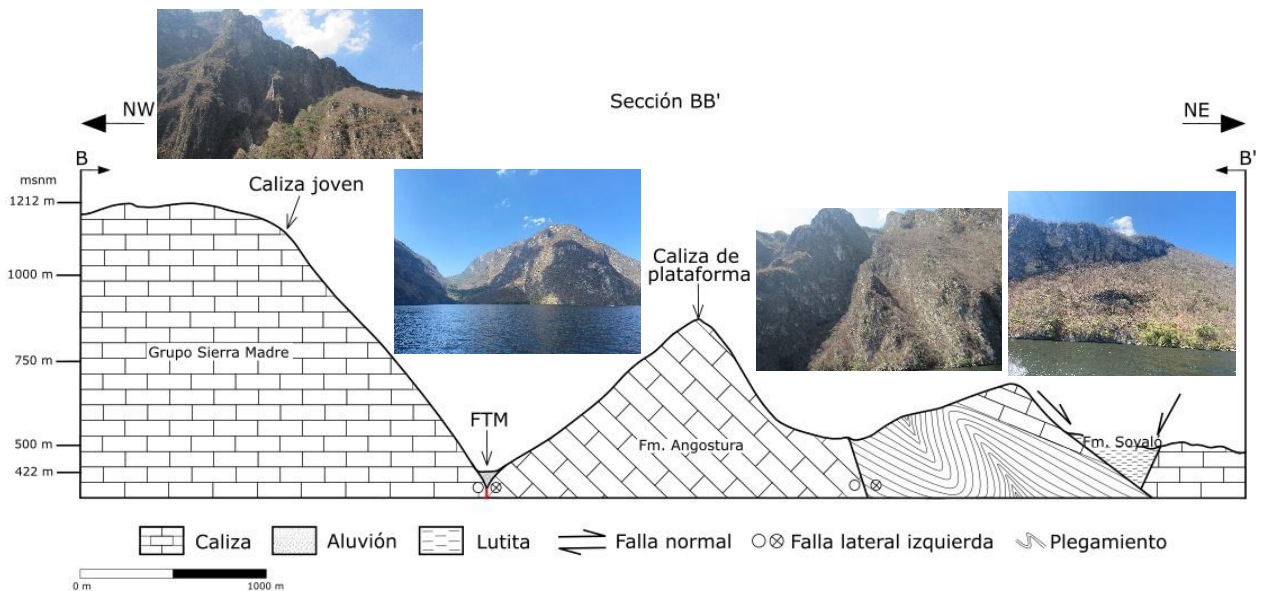 Sección BB'
NW
NE
B
B'
msnm
1212 m
1000 m
750 m
500 m
422 m
Caliza joven
Caliza de
plataforma
Grupo Sierra Madre
FTM
Fm. Angostura
Fm. Soyaló
Caliza
Aluvión
Lutita
Falla normal
Falla lateral izquierda
Plegamiento
0 m
1000 m